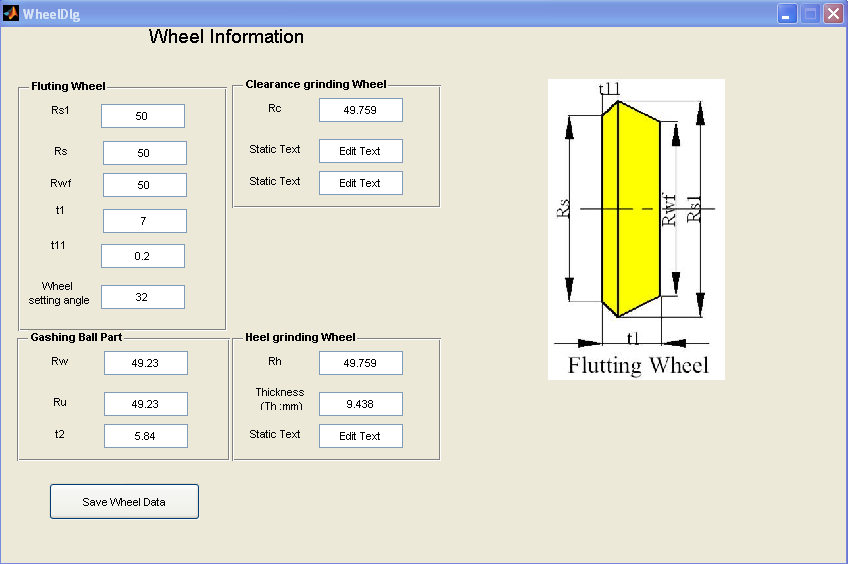 WheelDlg
Wheel Information
Fluting Wheel
Rs1 50
Rs 50
Rwf 50
t1 7
t11 0.2
Wheel
setting angle 32
Clearance grinding Wheel
Rc 49.759
Static Text Edit Text
Static Text Edit Text
Gashing Ball Part
Rw 49.23
Ru 49.23
t2 5.84
Heel grinding Wheel
Rh 49.759
Thickness
(Th :mm) 9.438
Static Text Edit Text
Save Wheel Data
t11
Rs
Rwf
Rs1
t1
Flutting Wheel